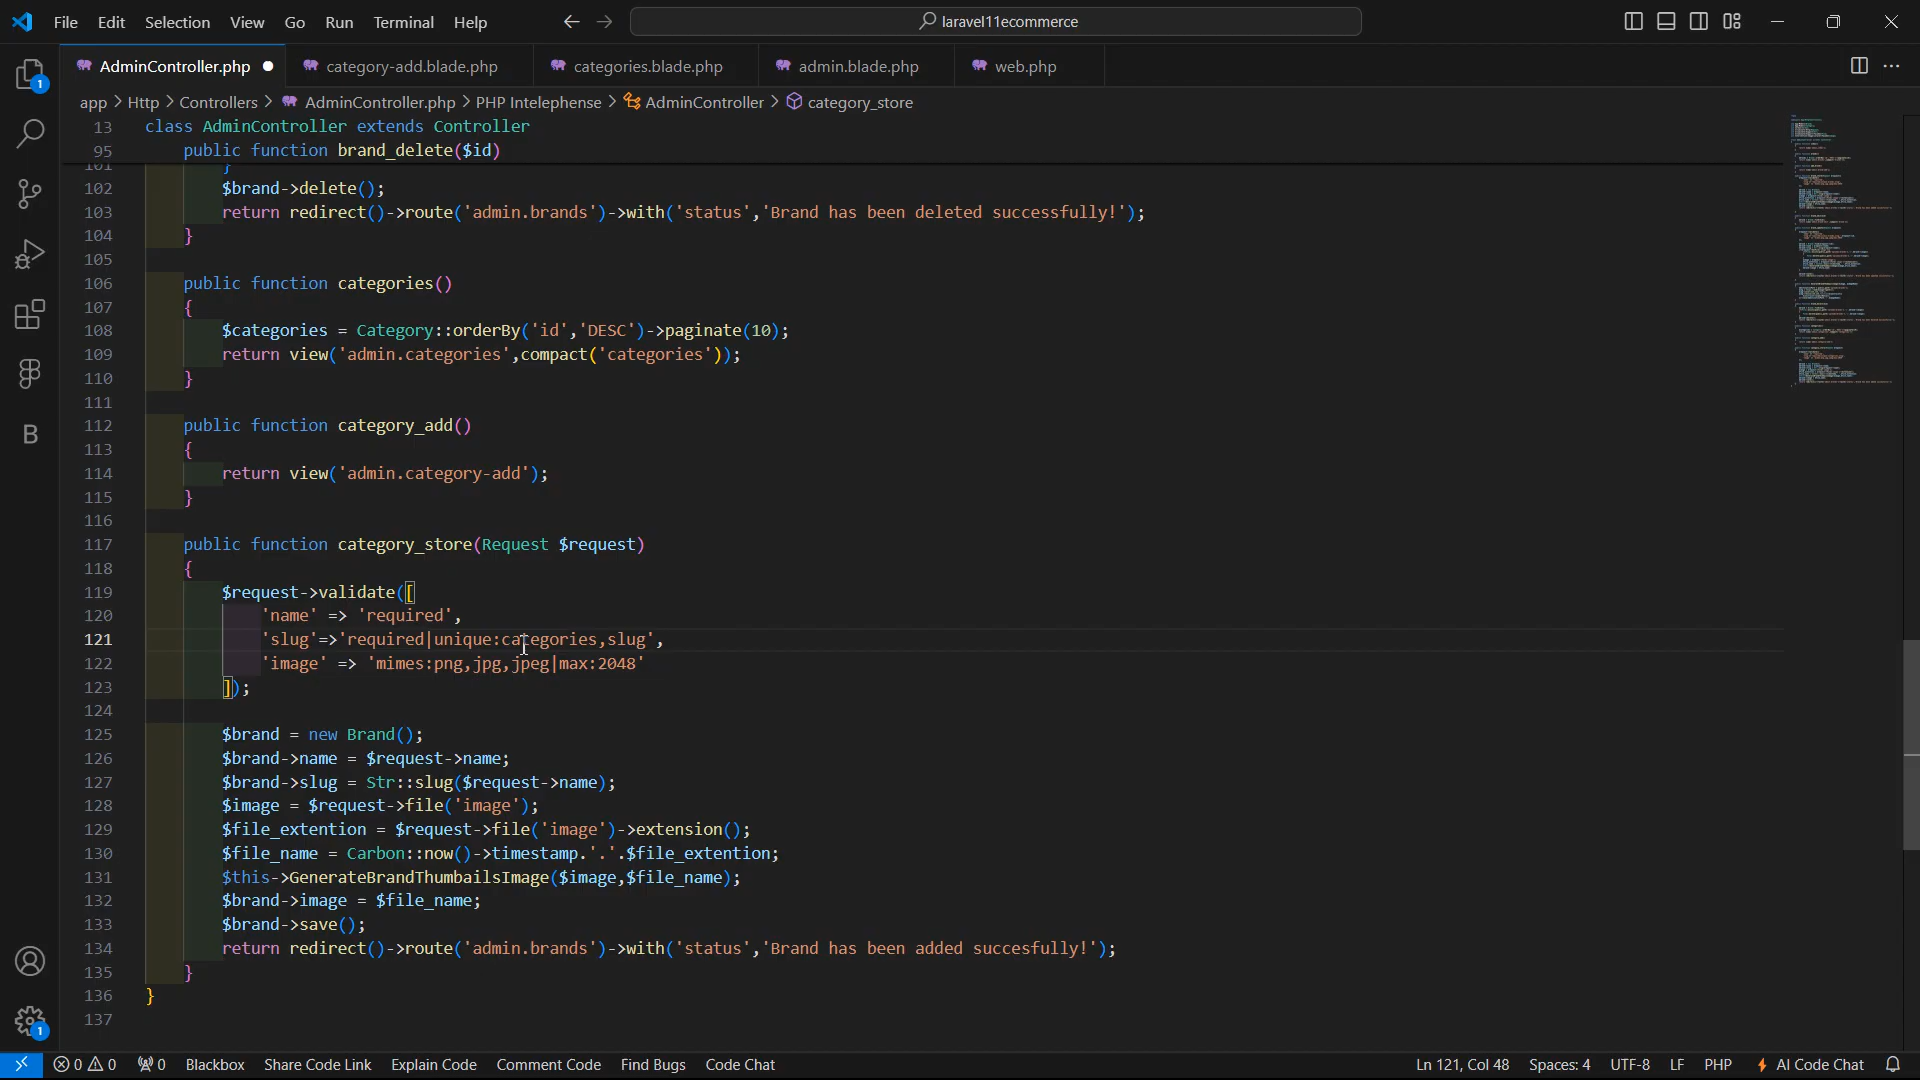 File Edit Selection View Go Run Terminal Help laravel11ecommerce
AdminController.php category-add.blade.php categories.blade.php admin.blade.php web.php
app > Http > Controllers > AdminController.php > PHP Intelephense > AdminController > category_store
13 class AdminController extends Controller
95 public function brand_delete($id)
101 }
102 $brand->delete();
103 return redirect()->route('admin.brands')->with('status','Brand has been deleted successfully!');
104 }
105
106 public function categories()
107 {
108 $categories = Category::orderBy('id','DESC')->paginate(10);
109 return view('admin.categories',compact('categories'));
110 }
111
112 public function category_add()
113 {
114 return view('admin.category-add');
115 }
116
117 public function category_store(Request $request)
118 {
119 $request->validate([
120 'name' => 'required',
121 'slug'=>'required|unique:categories,slug',
122 'image' => 'mimes:png,jpg,jpeg|max:2048'
123 ]);
124
125 $brand = new Brand();
126 $brand->name = $request->name;
127 $brand->slug = Str::slug($request->name);
128 $image = $request->file('image');
129 $file_extention = $request->file('image')->extension();
130 $file_name = Carbon::now()->timestamp.'.'.$file_extention;
131 $this->GenerateBrandThumbailsImage($image,$file_name);
132 $brand->image = $file_name;
133 $brand->save();
134 return redirect()->route('admin.brands')->with('status','Brand has been added succesfully!');
135 }
136 }
137
0 0 0 Blackbox Share Code Link Explain Code Comment Code Find Bugs Code Chat Ln 121, Col 48 Spaces: 4 UTF-8 LF PHP AI Code Chat